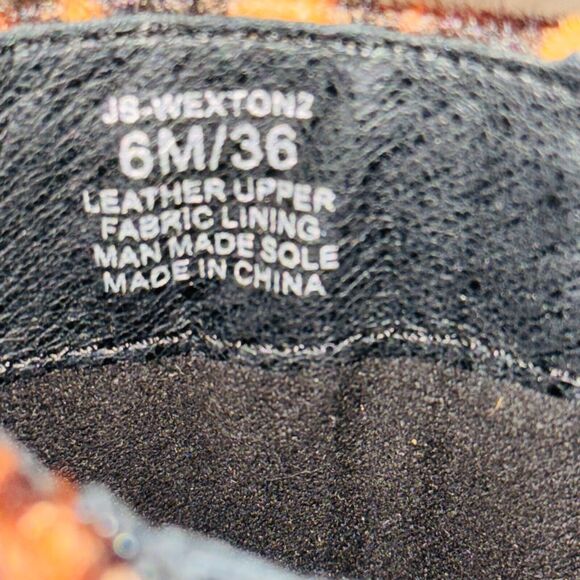 JS-WEXTON2
6M/36
LEATHER UPPER
FABRIC LINING
MAN MADE SOLE
MADE IN CHINA